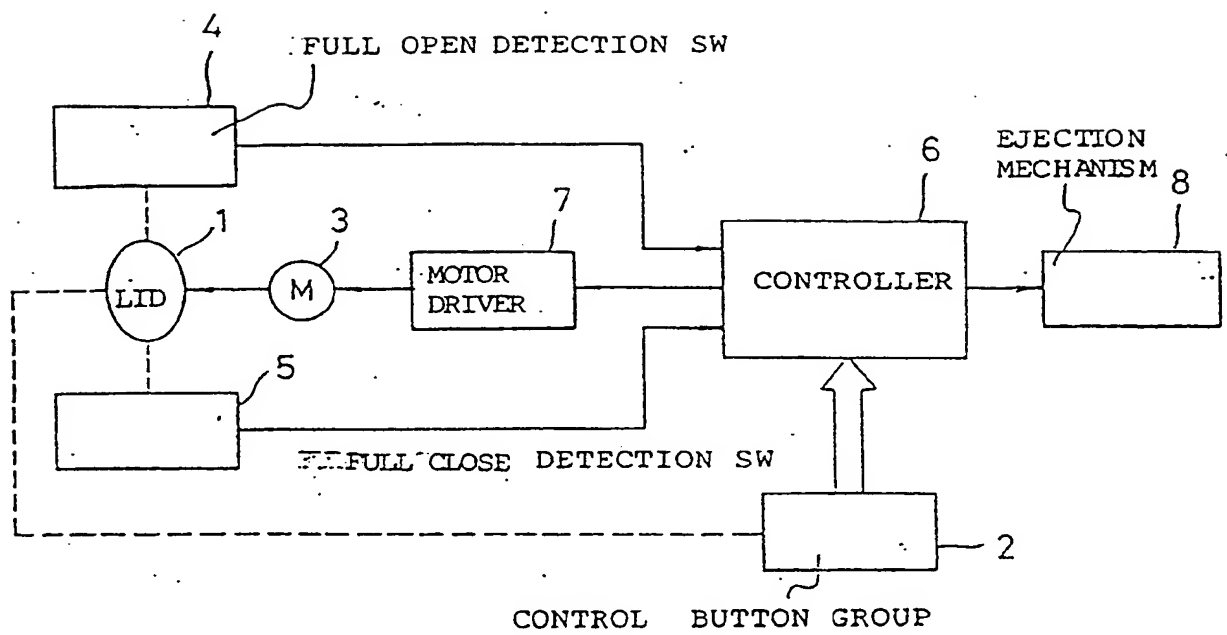 4
FULL OPEN DETECTION SW
EJECTION
MECHANISM
6
8
1
3
7
LID
M
MOTOR
DRIVER
CONTROLLER
5
FULL CLOSE DETECTION SW
2
CONTROL BUTTON GROUP